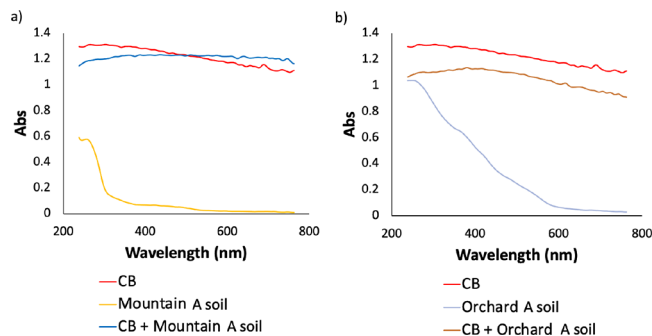 a)
1.4
1.2
1
0.8
0.6
0.4
0.2
0
Abs
200 400 600 800
Wavelength (nm)
CB
Mountain A soil
CB + Mountain A soil
b)
1.4
1.2
1
0.8
0.6
0.4
0.2
0
Abs
200 400 600 800
Wavelength (nm)
CB
Orchard A soil
CB + Orchard A soil